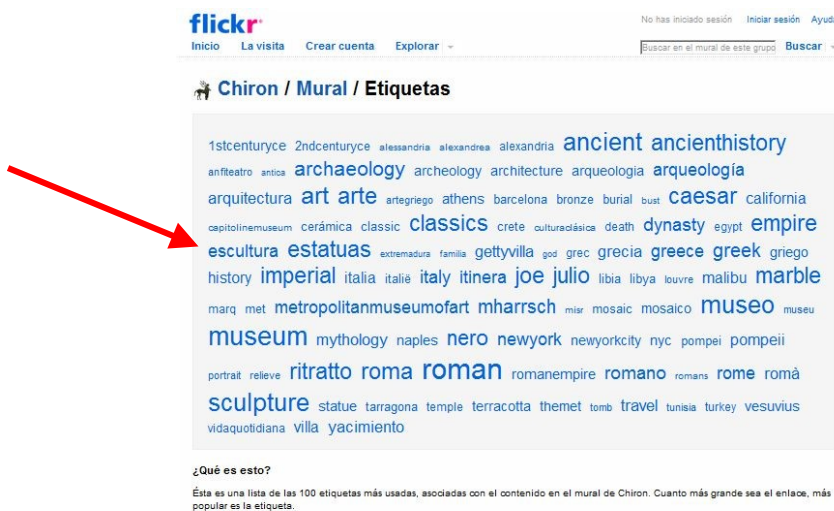 flickr
No has iniciado sesión Iniciar sesión Ayuda
Inicio La visita Crear cuenta Explorar
Buscar en el mural de este grupo Buscar
Chiron / Mural / Etiquetas
1stcenturyce 2ndcenturyce alessandria alexandrea alexandria ancient ancienthistory
anfiteatro antica archaeology archeology architecture arqueologia arqueología
arquitectura art arte artegriego athens barcelona bronze burial bust caesar california
capitolinemuseum cerámica classic classics crete culturaclásica death dynasty egypt empire
escultura estatuas extremadura familia gettyvilla god grec grecia greece greek griego
history imperial italia italië italy itinera joe julio libia libya louvre malibu marble
marq met metropolitanmuseumofart mharrsch misr mosaic mosaico museo museu
museum mythology naples nero newyork newyorkcity nyc pompei pompeii
portrait relieve ritratto roma roman romanempire romano romans rome romà
sculpture statue tarragona temple terracotta themet tomb travel tunisia turkey vesuvius
vidaquotidiana villa yacimiento
¿Qué es esto?
Ésta es una lista de las 100 etiquetas más usadas, asociadas con el contenido en el mural de Chiron. Cuanto más grande sea el enlace, más
popular es la etiqueta.